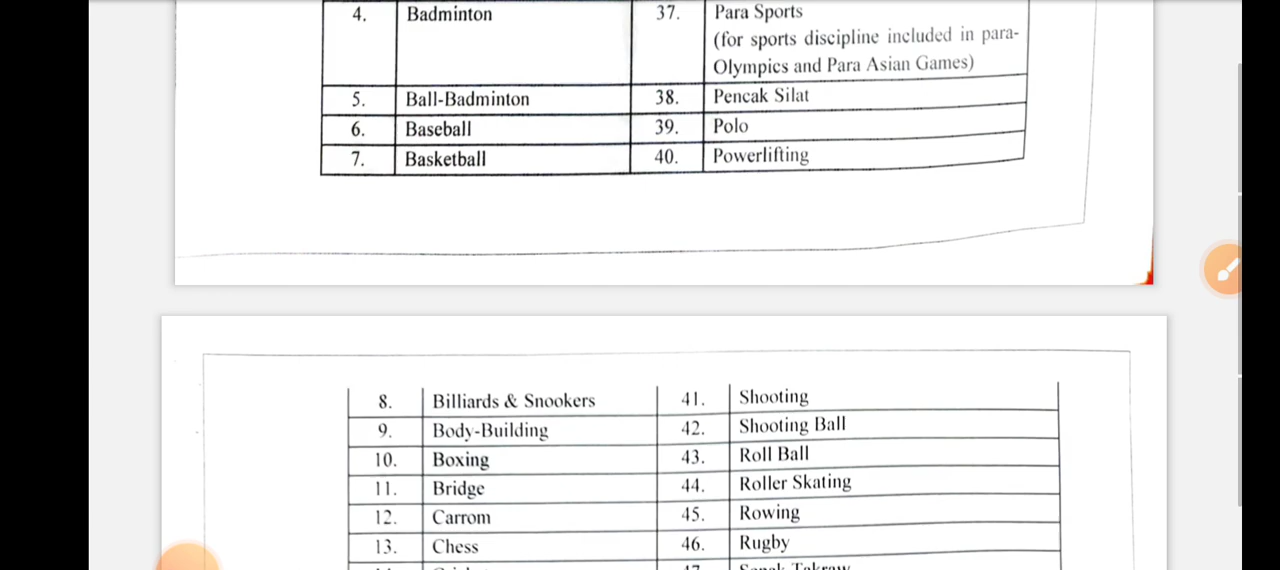 4. Badminton 37. Para Sports
(for sports discipline included in para-
Olympics and Para Asian Games)
5. Ball-Badminton 38. Pencak Silat
6. Baseball 39. Polo
7. Basketball 40. Powerlifting
8. Billiards & Snookers 41. Shooting
9. Body-Building 42. Shooting Ball
10. Boxing 43. Roll Ball
11. Bridge 44. Roller Skating
12. Carrom 45. Rowing
13. Chess 46. Rugby